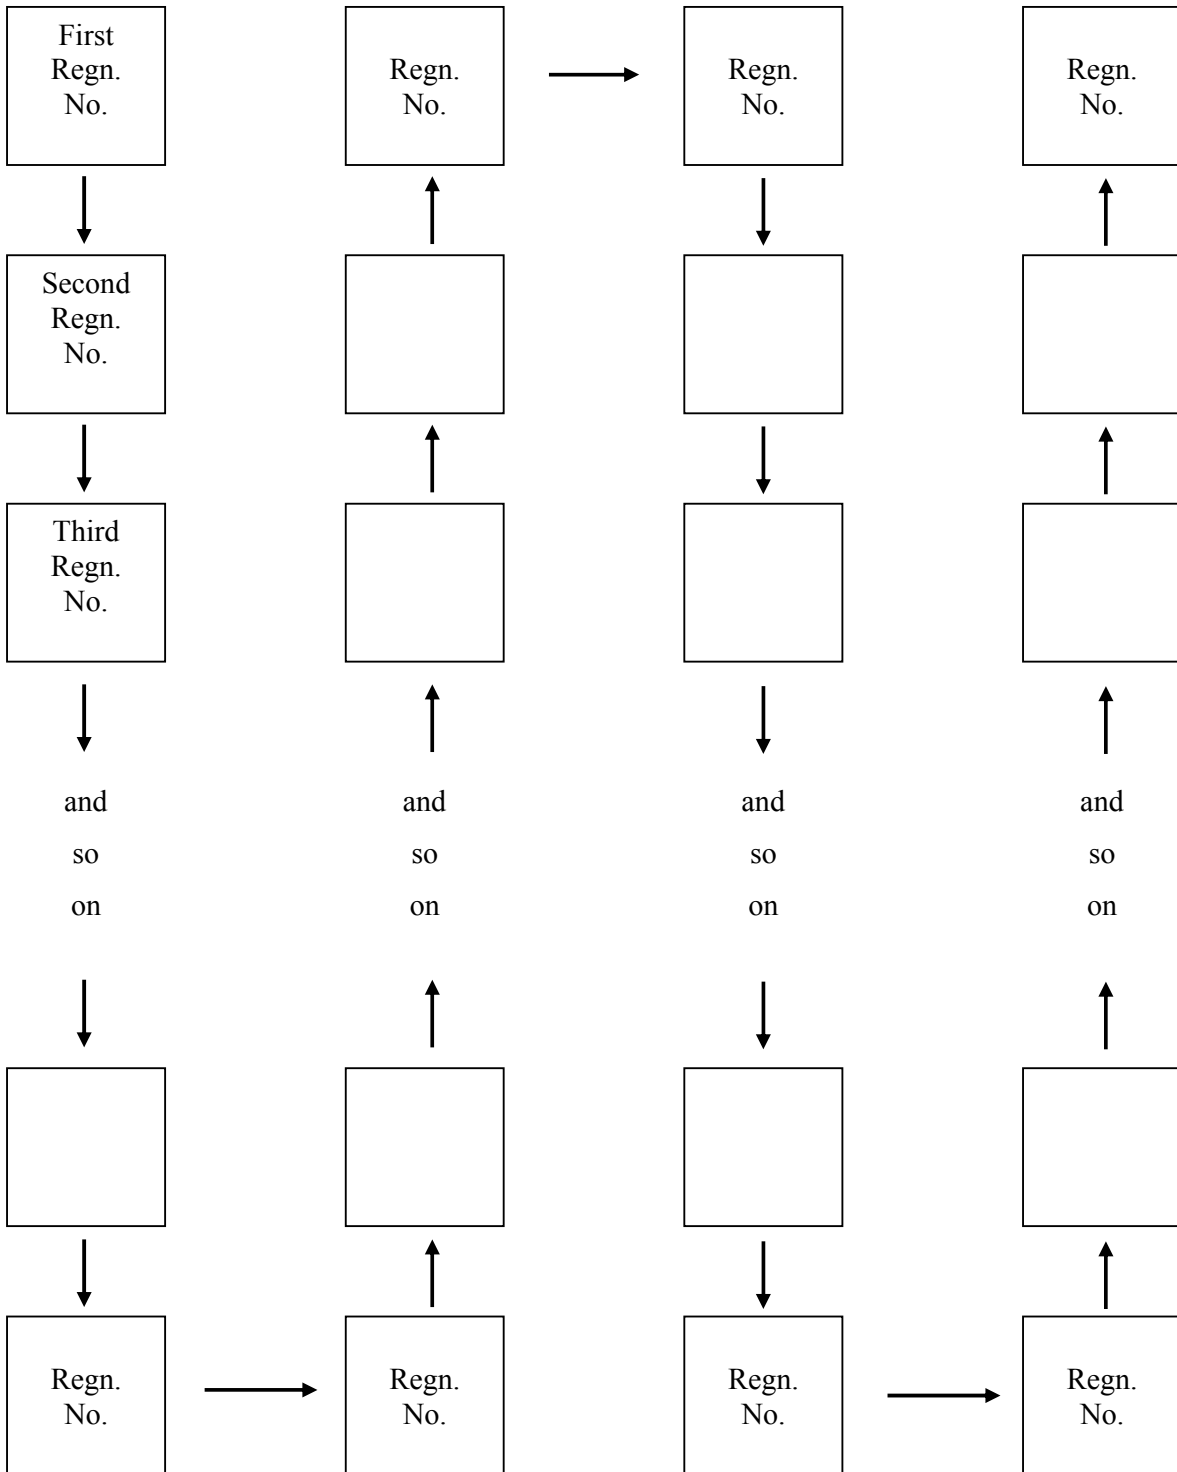 First
Regn.
No.
Regn.
No.
Regn.
No.
Regn.
No.
Second
Regn.
No.
Third
Regn.
No.
and
so
on
and
so
on
and
so
on
and
so
on
Regn.
No.
Regn.
No.
Regn.
No.
Regn.
No.